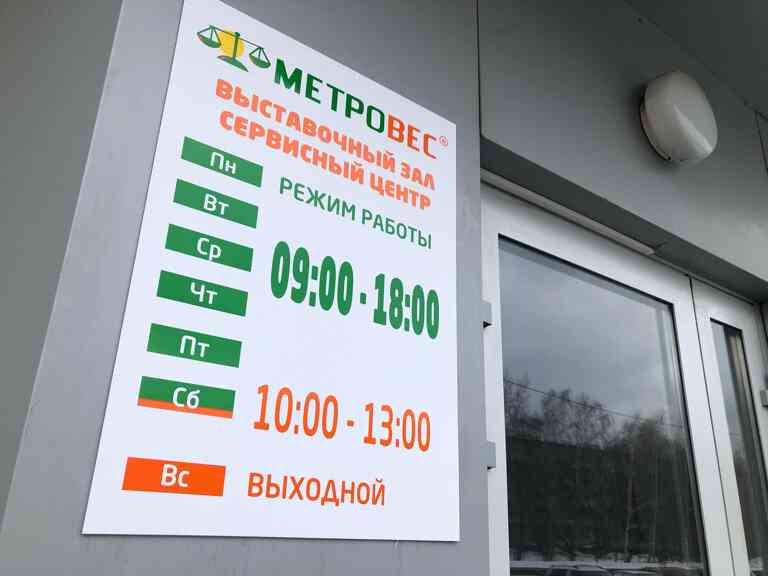 МЕТРОВЕС®
ВЫСТАВОЧНЫЙ ЗАЛ
СЕРВИСНЫЙ ЦЕНТР
РЕЖИМ РАБОТЫ
Пн
Вт
Ср
Чт
Пт
09:00 - 18:00
Сб
10:00 - 13:00
Вс
ВЫХОДНОЙ